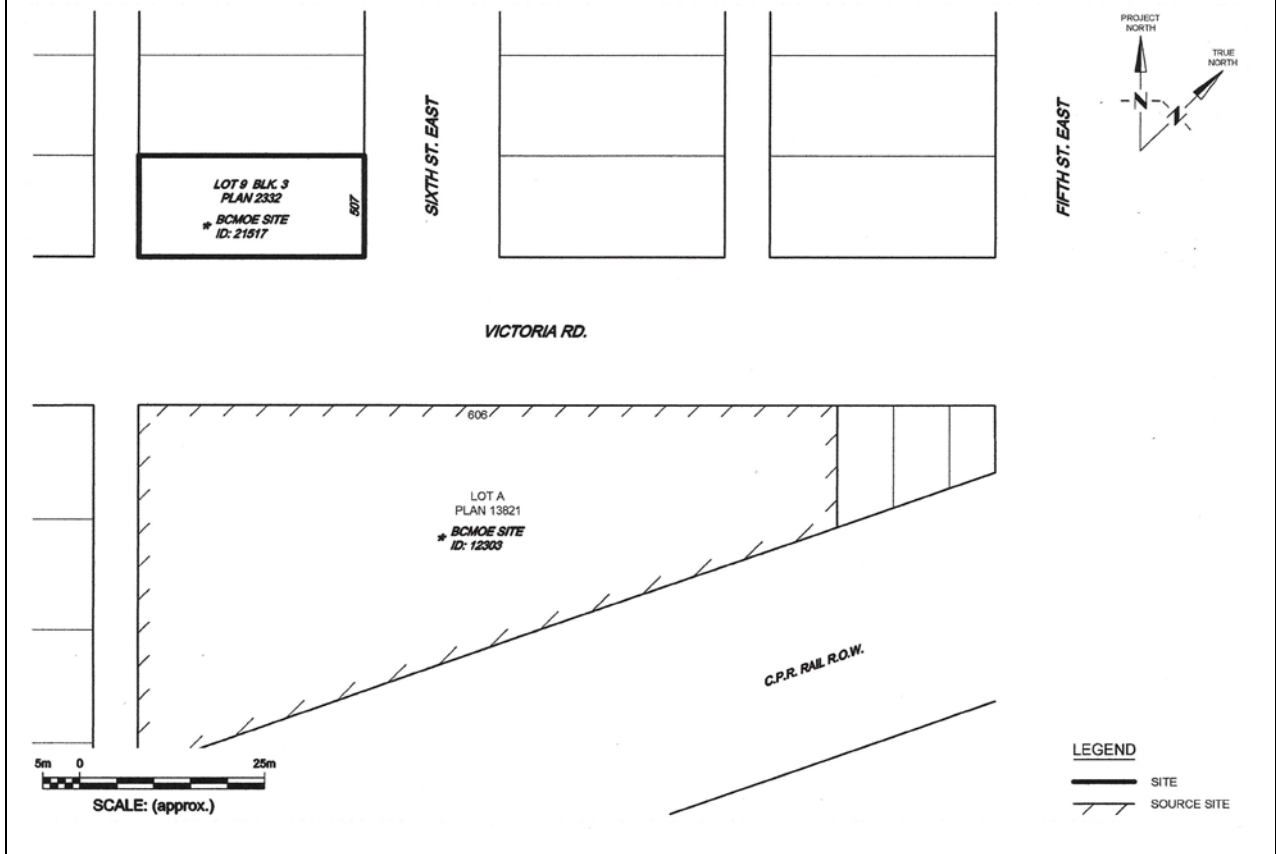 PROJECT
NORTH
TRUE
NORTH
N
N
SIXTH ST. EAST
FIFTH ST. EAST
LOT 9 BLK. 3
PLAN 2332
* BCMOE SITE
ID: 21517
507
VICTORIA RD.
606
LOT A
PLAN 13821
* BCMOE SITE
ID: 12303
C.P.R. RAIL R.O.W.
5m 0 25m
SCALE: (approx.)
LEGEND
SITE
SOURCE SITE